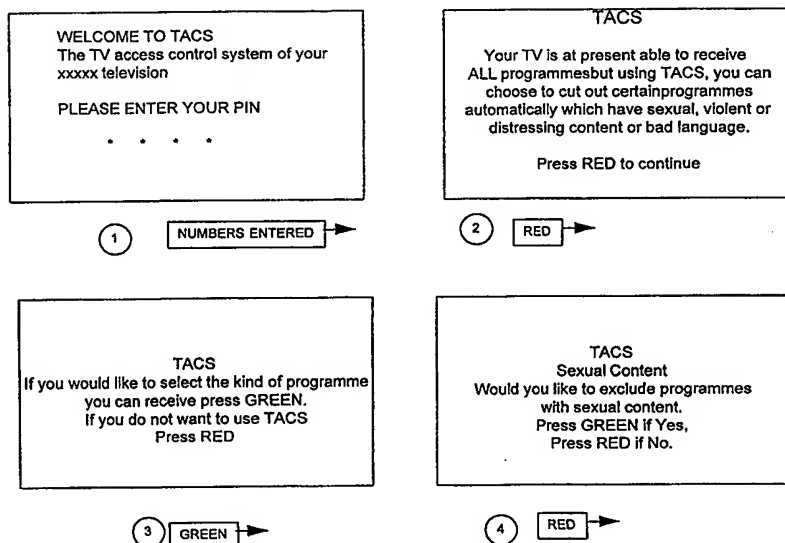 WELCOME TO TACS
The TV access control system of your
xxxxx television
PLEASE ENTER YOUR PIN
* * * *
1 NUMBERS ENTERED
TACS
Your TV is at present able to receive
ALL programmesbut using TACS, you can
choose to cut out certainprogrammes
automatically which have sexual, violent or
distressing content or bad language.
Press RED to continue
2 RED
TACS
If you would like to select the kind of programme
you can receive press GREEN.
If you do not want to use TACS
Press RED
3 GREEN
TACS
Sexual Content
Would you like to exclude programmes
with sexual content.
Press GREEN if Yes,
Press RED if No.
4 RED